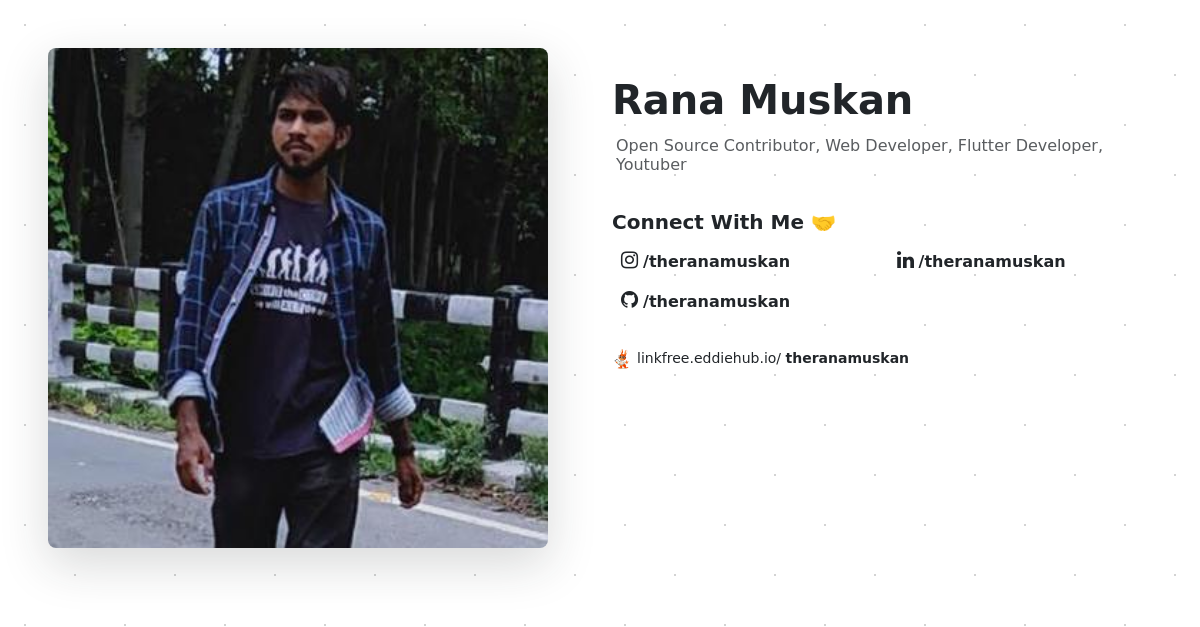 Rana Muskan
Open Source Contributor, Web Developer, Flutter Developer,
Youtuber
Connect With Me 🤝
/theranamuskan
/theranamuskan
/theranamuskan
linkfree.eddiehub.io/ theranamuskan